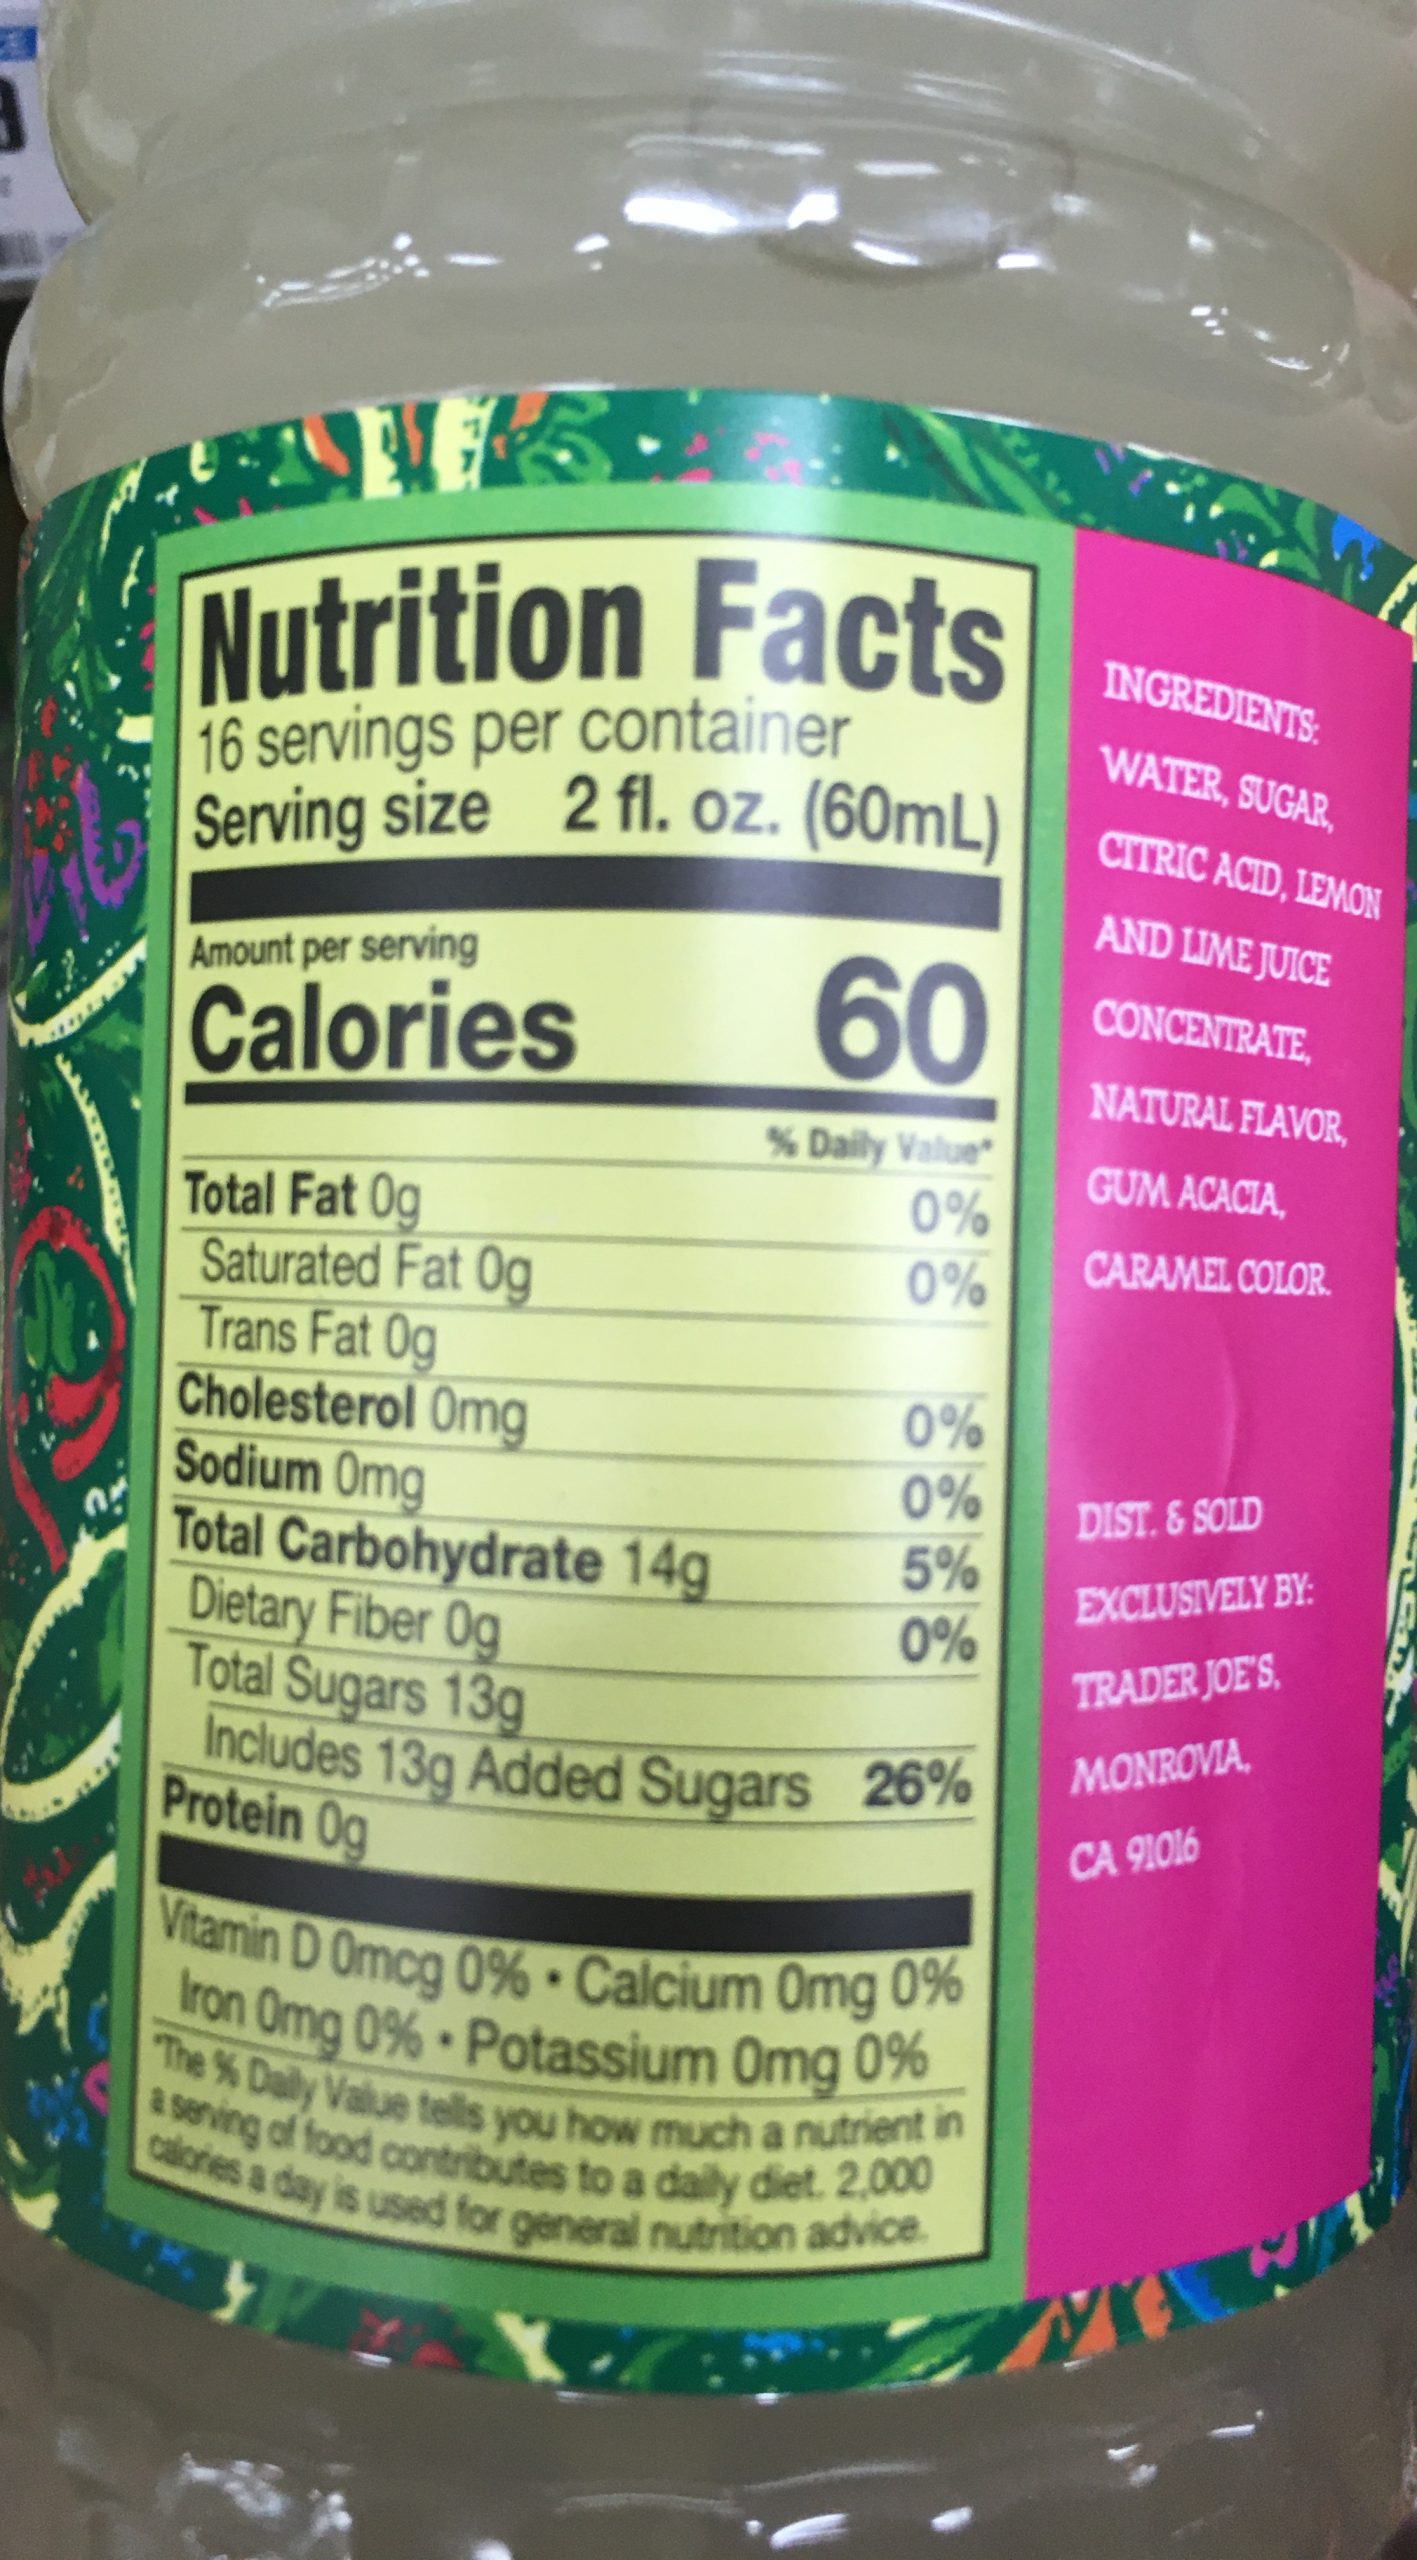 Nutrition Facts
16 servings per container
Serving size 2 fl. oz. (60mL)
Amount per serving
Calories 60
% Daily Value*
Total Fat 0g 0%
Saturated Fat 0g 0%
Trans Fat 0g
Cholesterol 0mg 0%
Sodium 0mg 0%
Total Carbohydrate 14g 5%
Dietary Fiber 0g 0%
Total Sugars 13g
Includes 13g Added Sugars 26%
Protein 0g
Vitamin D 0mcg 0% • Calcium 0mg 0%
Iron 0mg 0% • Potassium 0mg 0%
*The % Daily Value tells you how much a nutrient in
a serving of food contributes to a daily diet. 2,000
calories a day is used for general nutrition advice.
INGREDIENTS:
WATER, SUGAR,
CITRIC ACID, LEMON
AND LIME JUICE
CONCENTRATE,
NATURAL FLAVOR,
GUM ACACIA,
CARAMEL COLOR.
DIST. & SOLD
EXCLUSIVELY BY:
TRADER JOE'S,
MONROVIA,
CA 91016